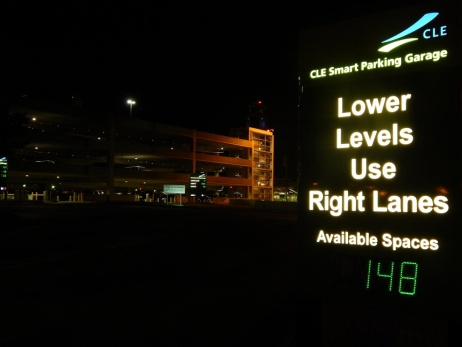 CLE
CLE Smart Parking Garage
Lower
Levels
Use
Right Lanes
Available Spaces
148